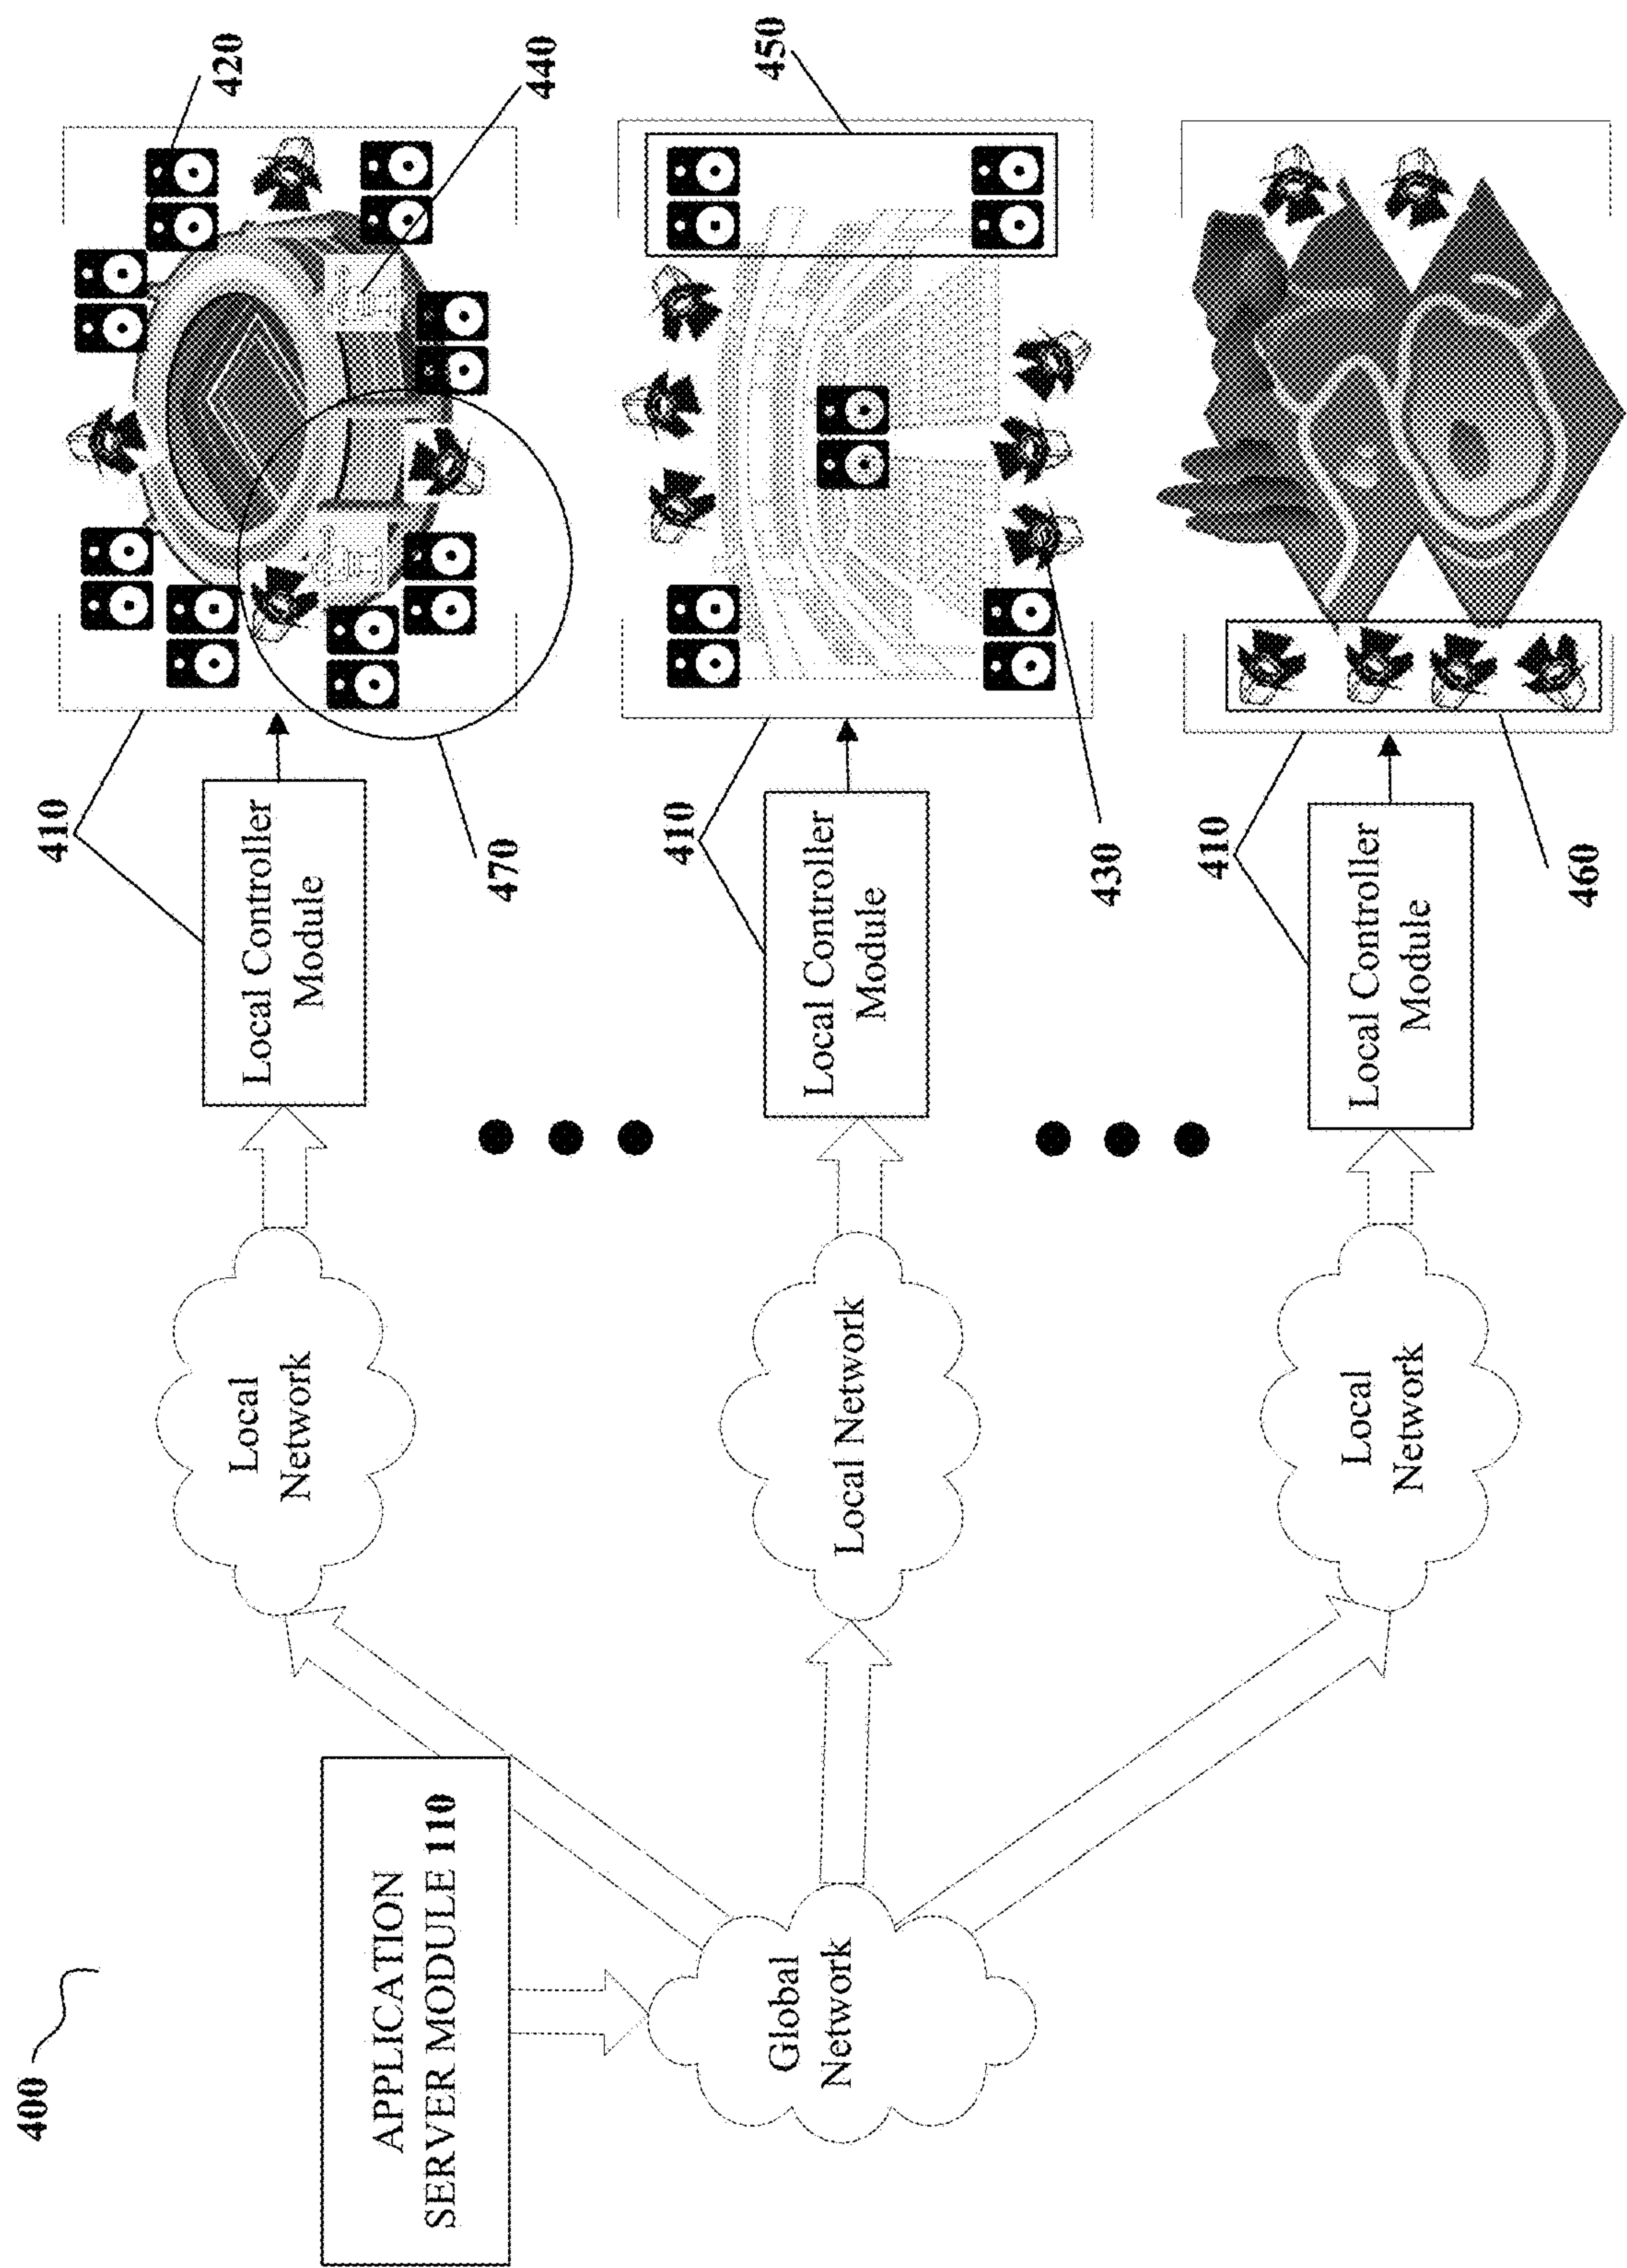 400
APPLICATION
SERVER MODULE 110
Global
Network
Local
Network
Local Controller
Module
410
470
420
440
Local Network
Local Controller
Module
410
430
450
Local
Network
Local Controller
Module
410
460